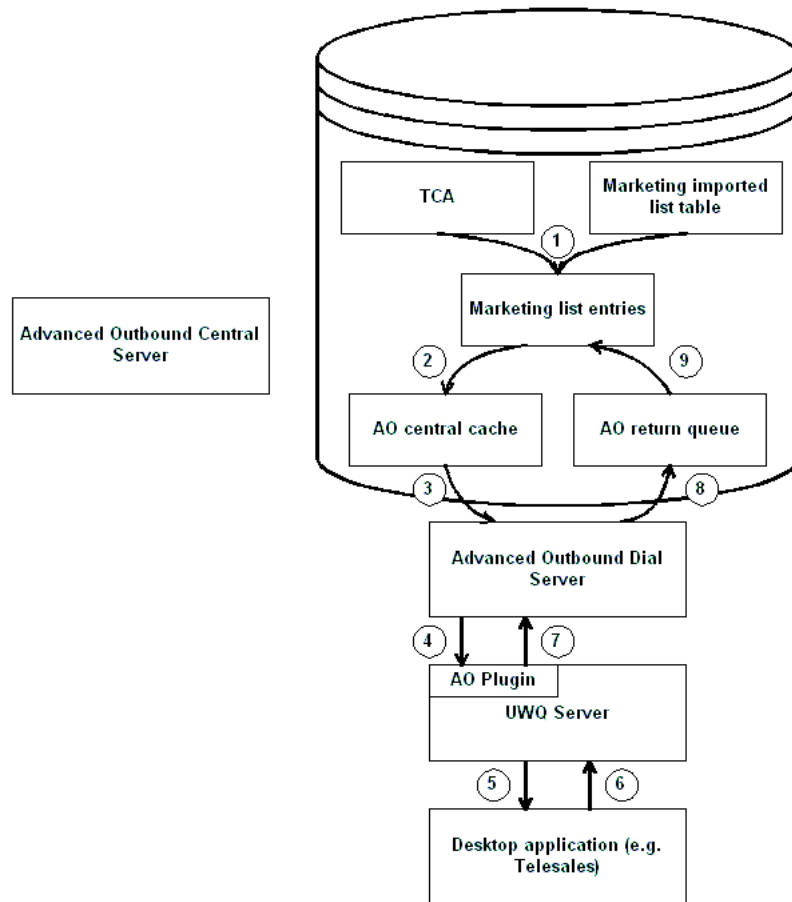 TCA
Marketing imported
list table
1
Marketing list entries
Advanced Outbound Central
Server
2
9
AO central cache
AO return queue
3
8
Advanced Outbound Dial
Server
4
7
AO Plugin
UWQ Server
5
6
Desktop application (e.g.
Telesales)